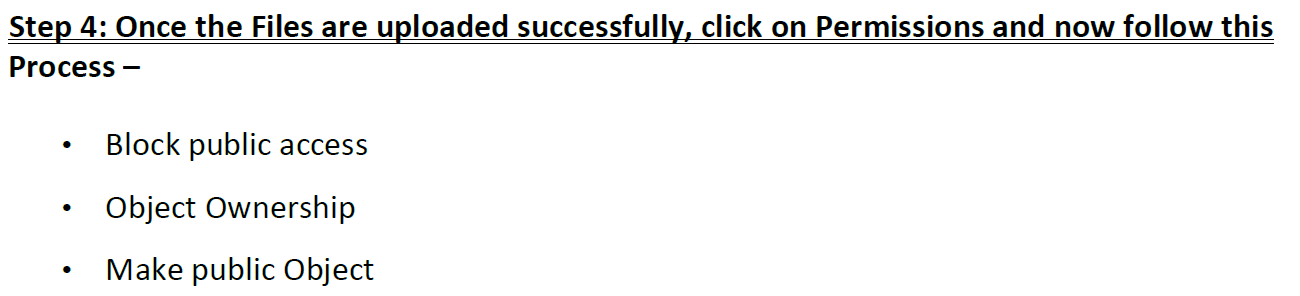 Step 4: Once the Files are uploaded successfully, click on Permissions and now follow this
Process –
• Block public access
• Object Ownership
• Make public Object